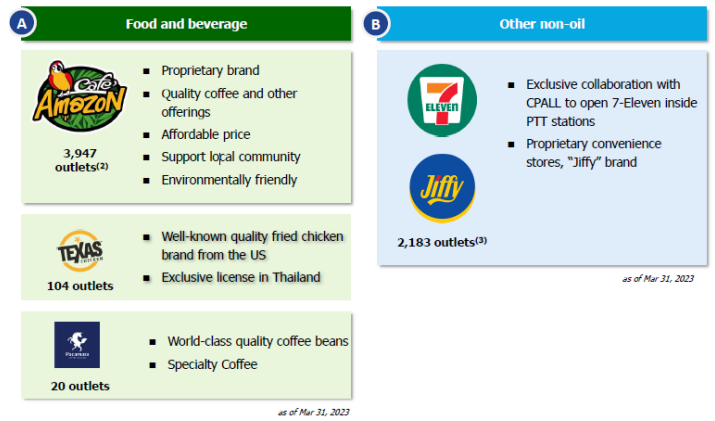 A
Food and beverage
Café
Amazon
3,947
outlets(2)
■ Proprietary brand
■ Quality coffee and other
offerings
■ Affordable price
■ Support local community
■ Environmentally friendly
TEXAS
CHICKEN
104 outlets
■ Well-known quality fried chicken
brand from the US
■ Exclusive license in Thailand
Pacamara
20 outlets
■ World-class quality coffee beans
■ Specialty Coffee
as of Mar 31, 2023
B
Other non-oil
7
ELEVEN
Jiffy
2,183 outlets(3)
■ Exclusive collaboration with
CPALL to open 7-Eleven inside
PTT stations
■ Proprietary convenience
stores, “Jiffy” brand
as of Mar 31, 2023